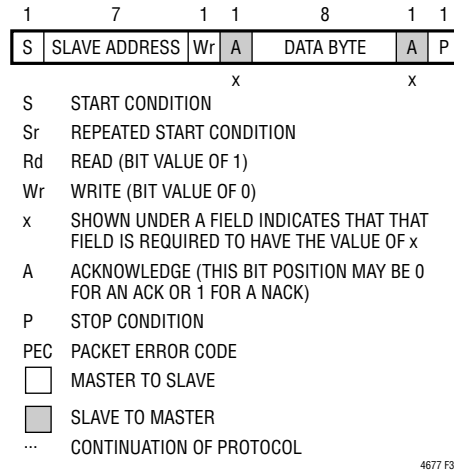 1 7 1 1 8 1 1
S SLAVE ADDRESS Wr A DATA BYTE A P
x x
S START CONDITION
Sr REPEATED START CONDITION
Rd READ (BIT VALUE OF 1)
Wr WRITE (BIT VALUE OF 0)
x SHOWN UNDER A FIELD INDICATES THAT THAT
FIELD IS REQUIRED TO HAVE THE VALUE OF x
A ACKNOWLEDGE (THIS BIT POSITION MAY BE 0
FOR AN ACK OR 1 FOR A NACK)
P STOP CONDITION
PEC PACKET ERROR CODE
MASTER TO SLAVE
SLAVE TO MASTER
... CONTINUATION OF PROTOCOL
4677 F3